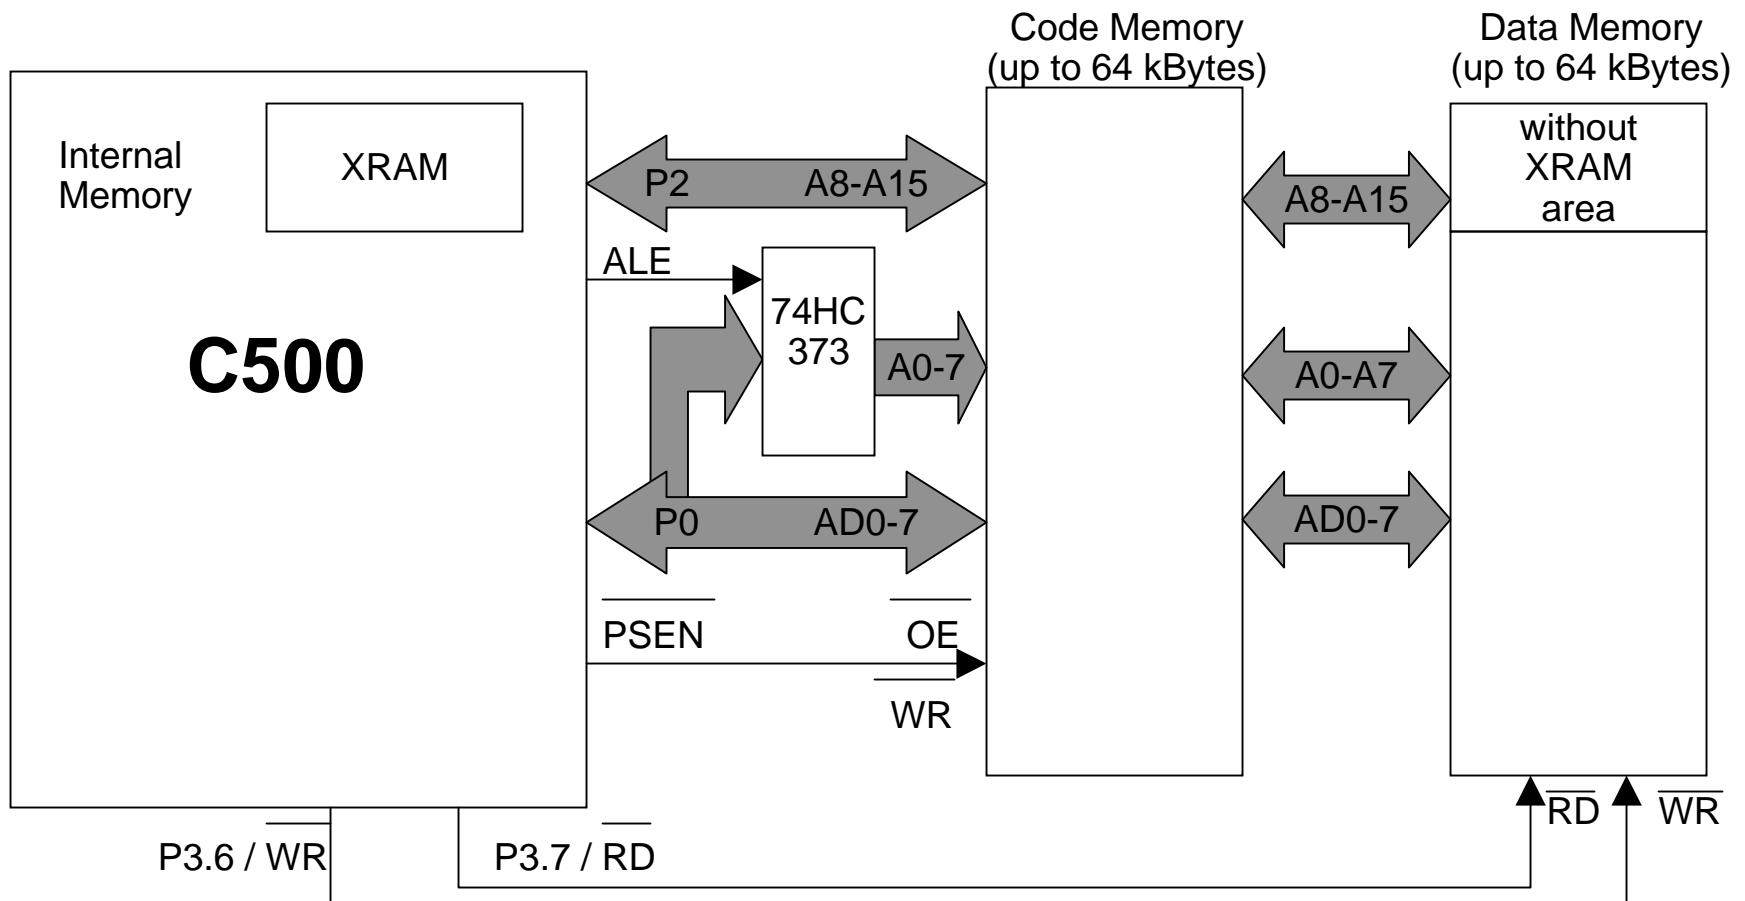 Code Memory
(up to 64 kBytes)
Data Memory
(up to 64 kBytes)
Internal
Memory
XRAM
C500
P2 A8-A15
ALE
74HC
373
A0-7
P0 AD0-7
PSEN OE
WR
A8-A15
A0-A7
AD0-7
without
XRAM
area
RD WR
P3.6 / WR
P3.7 / RD